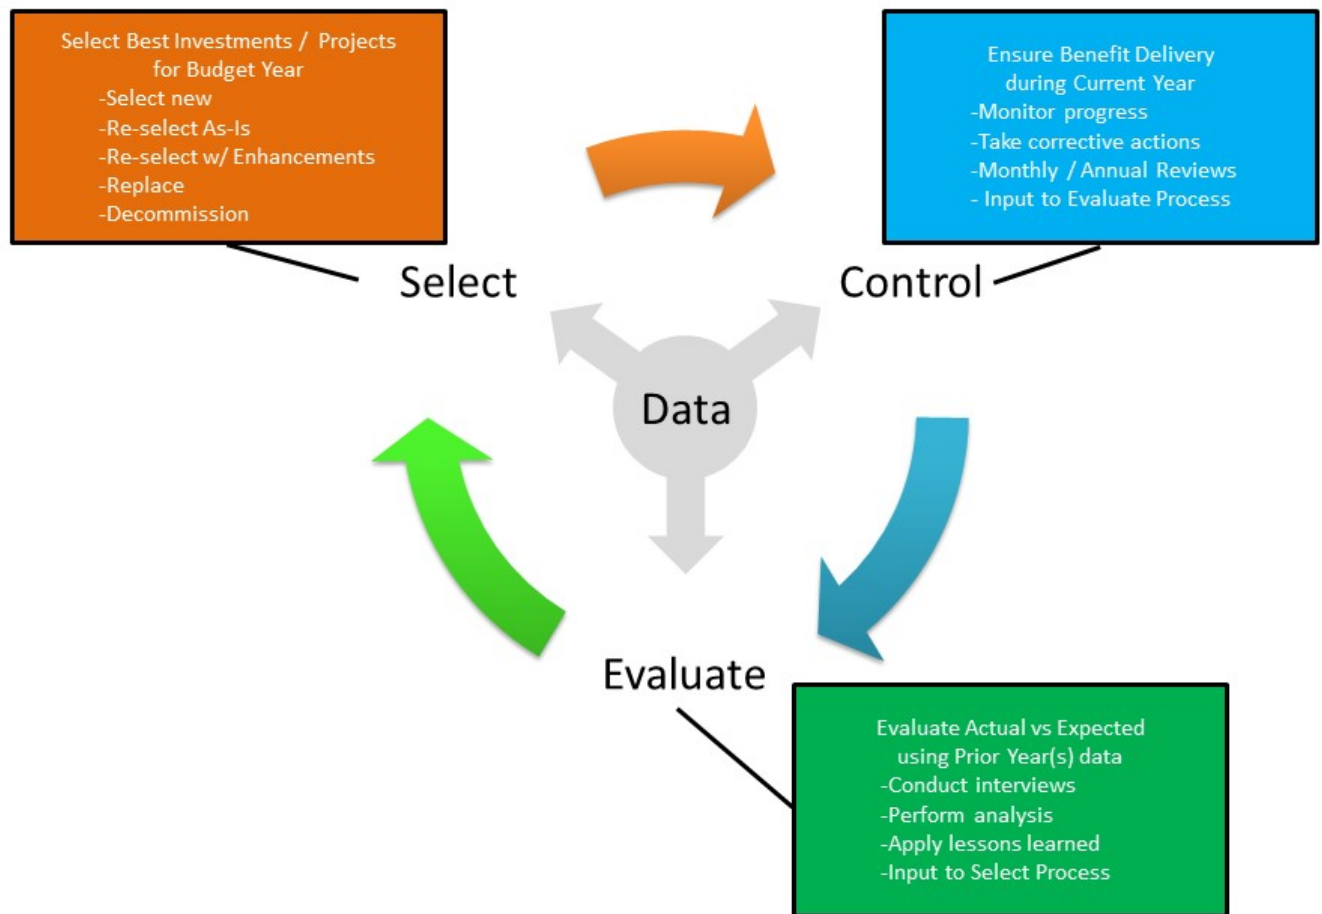 Select Best Investments / Projects
for Budget Year
-Select new
-Re-select As-Is
-Re-select w/ Enhancements
-Replace
-Decommission
Ensure Benefit Delivery
during Current Year
-Monitor progress
-Take corrective actions
-Monthly / Annual Reviews
- Input to Evaluate Process
Select
Control
Data
Evaluate
Evaluate Actual vs Expected
using Prior Year(s) data
-Conduct interviews
-Perform analysis
-Apply lessons learned
-Input to Select Process